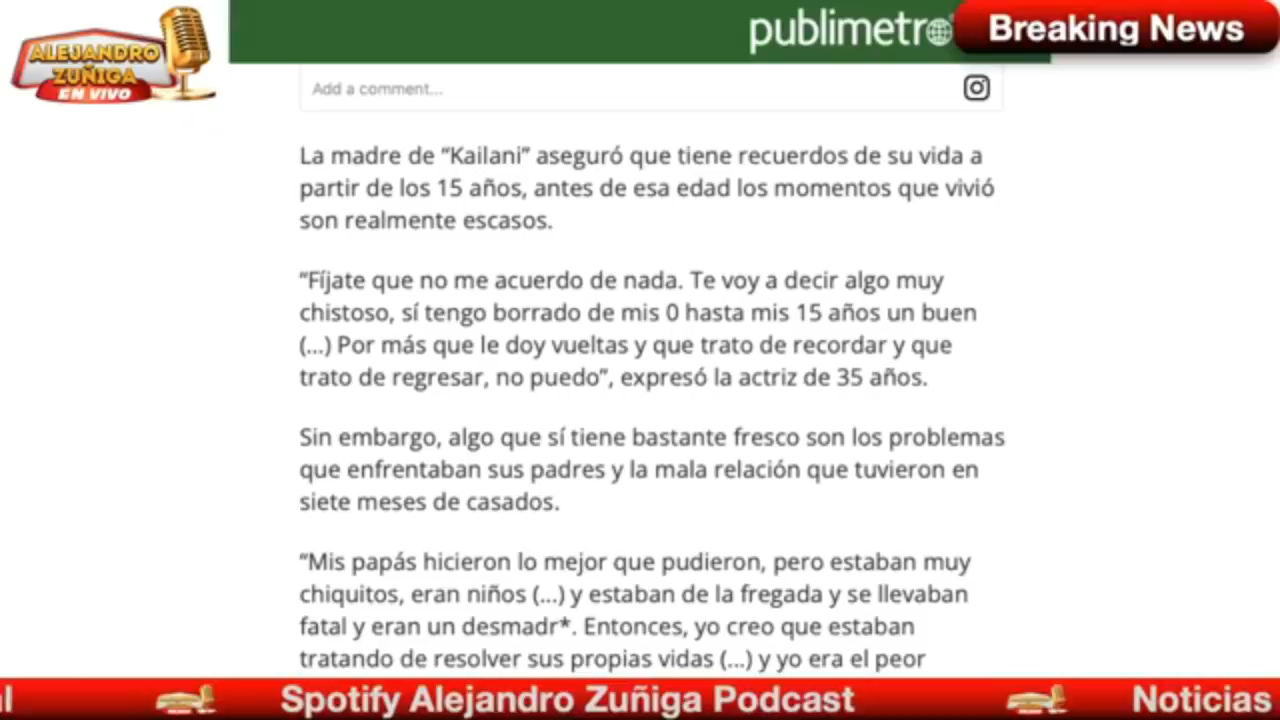 ALEJANDRO
ZUÑIGA
EN VIVO
publimetro
Breaking News
Add a comment...
La madre de “Kailani” aseguró que tiene recuerdos de su vida a
partir de los 15 años, antes de esa edad los momentos que vivió
son realmente escasos.
“Fíjate que no me acuerdo de nada. Te voy a decir algo muy
chistoso, sí tengo borrado de mis 0 hasta mis 15 años un buen
(...) Por más que le doy vueltas y que trato de recordar y que
trato de regresar, no puedo”, expresó la actriz de 35 años.
Sin embargo, algo que sí tiene bastante fresco son los problemas
que enfrentaban sus padres y la mala relación que tuvieron en
siete meses de casados.
“Mis papás hicieron lo mejor que pudieron, pero estaban muy
chiquitos, eran niños (...) y estaban de la fregada y se llevaban
fatal y eran un desmadr*. Entonces, yo creo que estaban
tratando de resolver sus propias vidas (...) y yo era el peor
Spotify Alejandro Zuñiga Podcast
Noticias